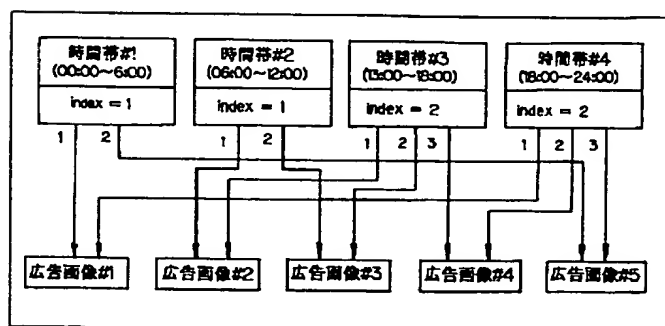 時間帯#1
(00:00~6:00)
index = 1
時間帯#2
(06:00~12:00)
index = 1
時間帯#3
(13:00~18:00)
index = 2
時間帯#4
(18:00~24:00)
index = 2
1 2
1 2
1 2 3
1 2 3
広告画像#1
広告画像#2
広告画像#3
広告画像#4
広告画像#5